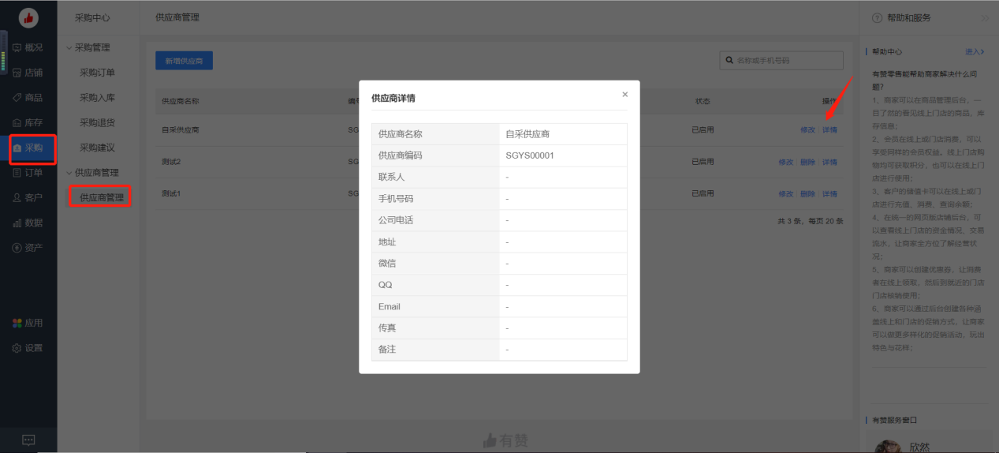 采购中心
供应商管理
帮助和服务
概况
店铺
商品
库存
采购
订单
客户
数据
资产
应用
设置
采购管理
采购订单
采购入库
采购退货
采购建议
供应商管理
供应商管理
新增供应商
名称或手机号码
供应商名称 编号 状态 操作
自采供应商 SG 已启用 修改 详情
测试2 SG 已启用 修改 删除 详情
测试1 SG 已启用 修改 删除 详情
共 3 条，每页 20 条
供应商详情 ×
供应商名称 自采供应商
供应商编码 SGYS00001
联系人 -
手机号码 -
公司电话 -
地址 -
微信 -
QQ -
Email -
传真 -
备注 -
有赞
帮助中心 进入
有赞零售能帮助商家解决什么问
题?
1、商家可以在商品管理后台，一
目了然的看见线上门店的商品、库
存信息；
2、会员在线上或门店消费，可以
享受同样的会员权益。线上门店购
物均可获取积分，也可以在线上门
店进行使用；
3、客户的储值卡可以在线上或门
店进行充值、消费、查询余额；
4、在统一的网页版店铺后台，可
以查看线上门店的资金情况、交易
流水，让商家全方位了解经营状
况；
5、商家可以创建优惠券，让消费
者在线上领取，然后到就近的门店
门店核销使用；
6、商家可以通过后台创建各种涵
盖线上和门店的促销方式，让商家
可以做更多样化的促销活动，玩出
特色与花样；
有赞服务窗口
欣然